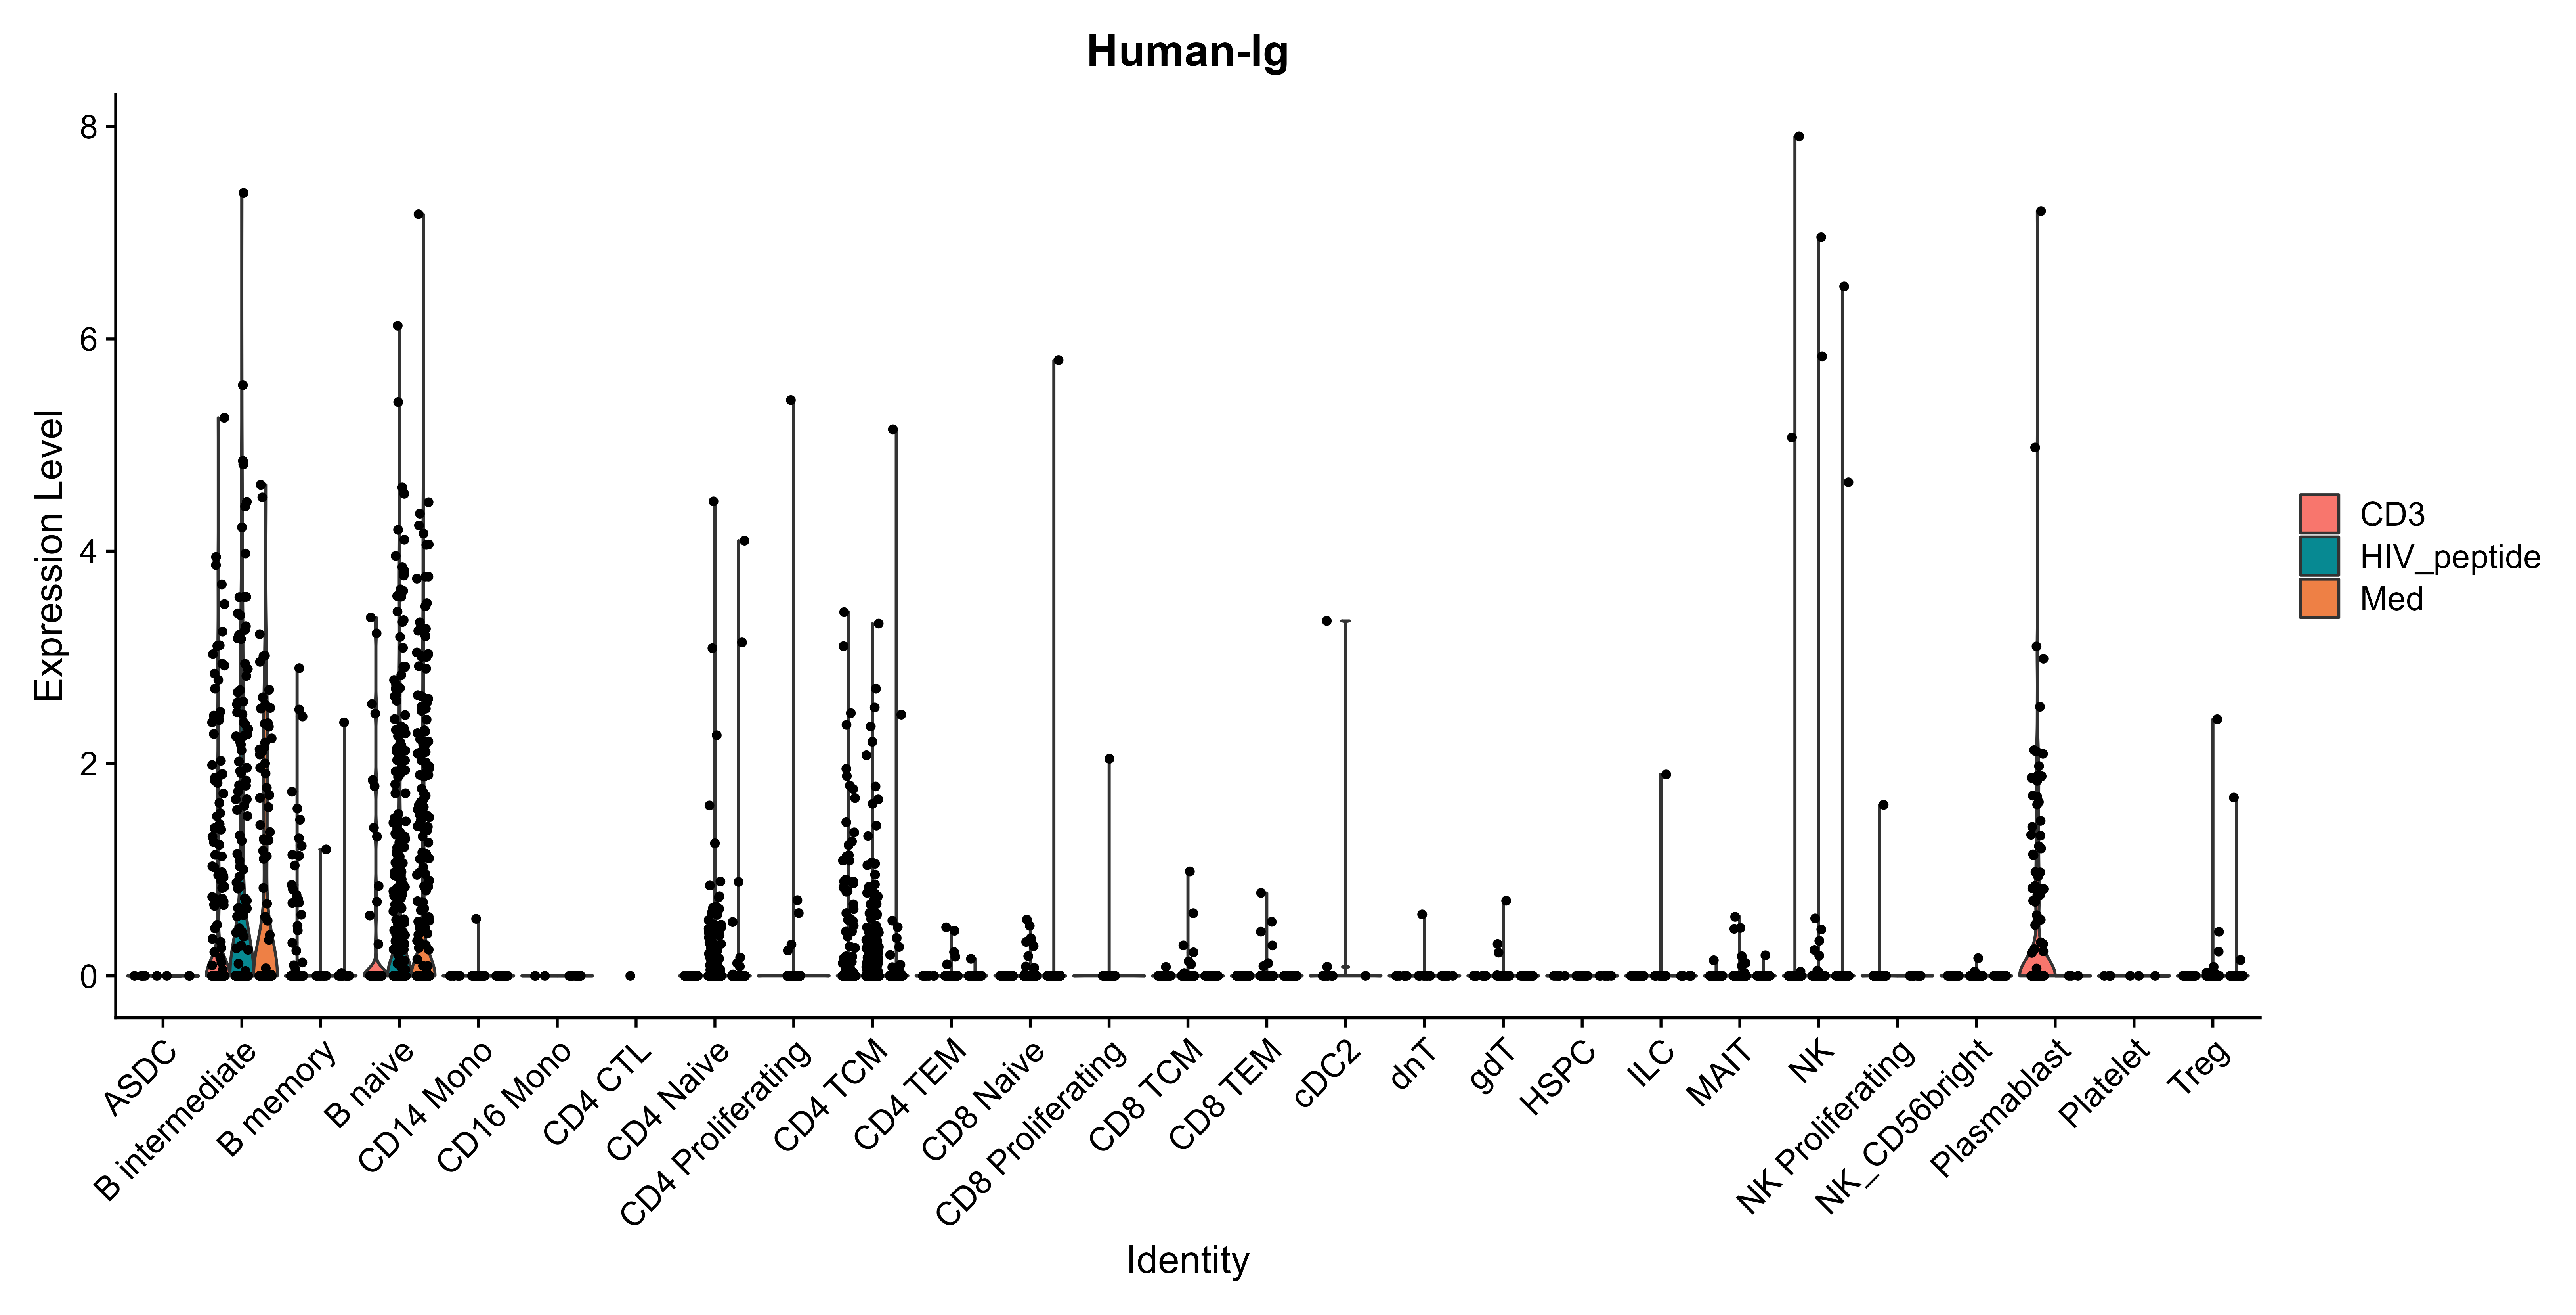 Human-Ig
Expression Level
8
6
4
2
0
ASDC
B intermediate
B memory
B naive
CD14 Mono
CD16 Mono
CD4 CTL
CD4 Naive
CD4 Proliferating
CD4 TCM
CD4 TEM
CD8 Naive
CD8 Proliferating
CD8 TCM
CD8 TEM
cDC2
dnT
gdT
HSPC
ILC
MAIT
NK
NK Proliferating
NK_CD56bright
Plasmablast
Platelet
Treg
Identity
CD3
HIV_peptide
Med